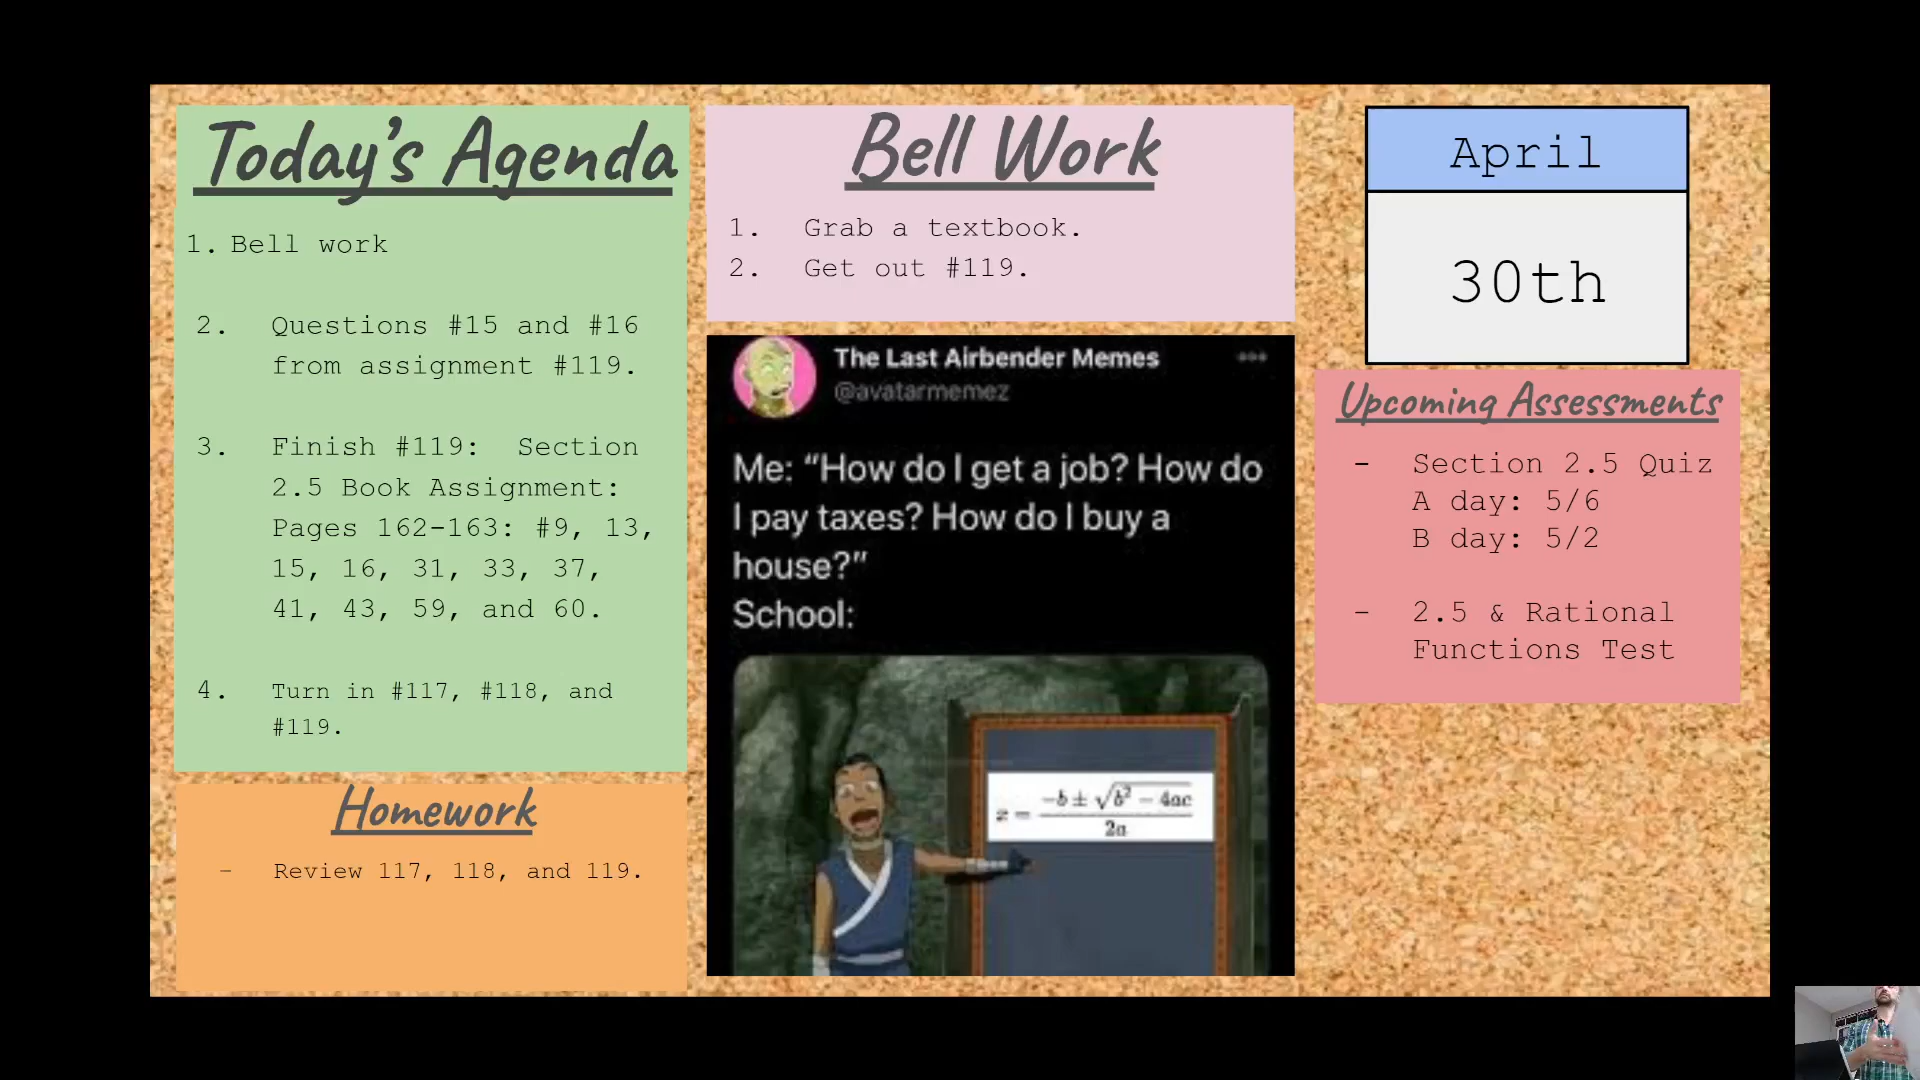 Today's Agenda
1. Bell work
2. Questions #15 and #16
from assignment #119.
3. Finish #119: Section
2.5 Book Assignment:
Pages 162-163: #9, 13,
15, 16, 31, 33, 37,
41, 43, 59, and 60.
4. Turn in #117, #118, and
#119.
Homework
- Review 117, 118, and 119.
Bell Work
1. Grab a textbook.
2. Get out #119.
The Last Airbender Memes
@avatarmemez
Me: “How do I get a job? How do
I pay taxes? How do I buy a
house?”
School:
x = -b ± √b² - 4ac
2a
April
30th
Upcoming Assessments
- Section 2.5 Quiz
A day: 5/6
B day: 5/2
- 2.5 & Rational
Functions Test